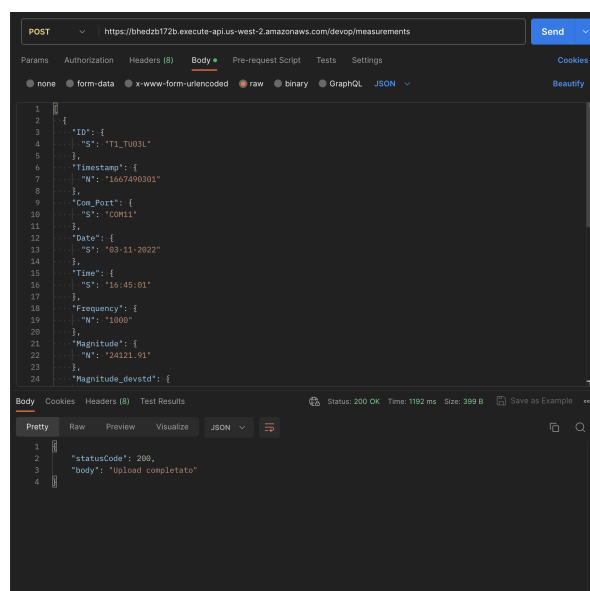 POST https://bhedzb172b.execute-api.us-west-2.amazonaws.com/devop/measurements Send
Params Authorization Headers (8) Body Pre-request Script Tests Settings Cookies
none form-data x-www-form-urlencoded raw binary GraphQL JSON Beautify
1 [
2 {
3 "ID": {
4 "S": "T1_TU03L"
5 },
6 "Timestamp": {
7 "N": "1667490301"
8 },
9 "Com_Port": {
10 "S": "COM11"
11 },
12 "Date": {
13 "S": "03-11-2022"
14 },
15 "Time": {
16 "S": "16:45:01"
17 },
18 "Frequency": {
19 "N": "1000"
20 },
21 "Magnitude": {
22 "N": "24121.91"
23 },
24 "Magnitude_devstd": {
Body Cookies Headers (8) Test Results Status: 200 OK Time: 1192 ms Size: 399 B Save as Example
Pretty Raw Preview Visualize JSON
1 {
2 "statusCode": 200,
3 "body": "Upload completato"
4 }